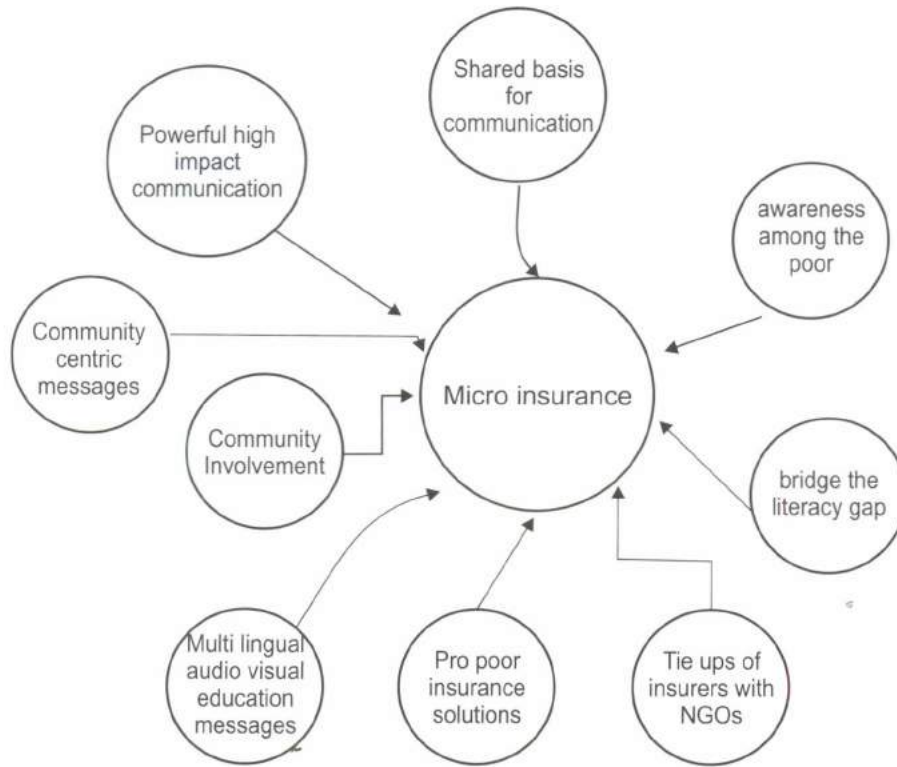 Shared basis
for
communication
Powerful high
impact
communication
awareness
among the
poor
Community
centric
messages
Micro insurance
Community
Involvement
bridge the
literacy gap
Multi lingual
audio visual
education
messages
Pro poor
insurance
solutions
Tie ups of
insurers with
NGOs